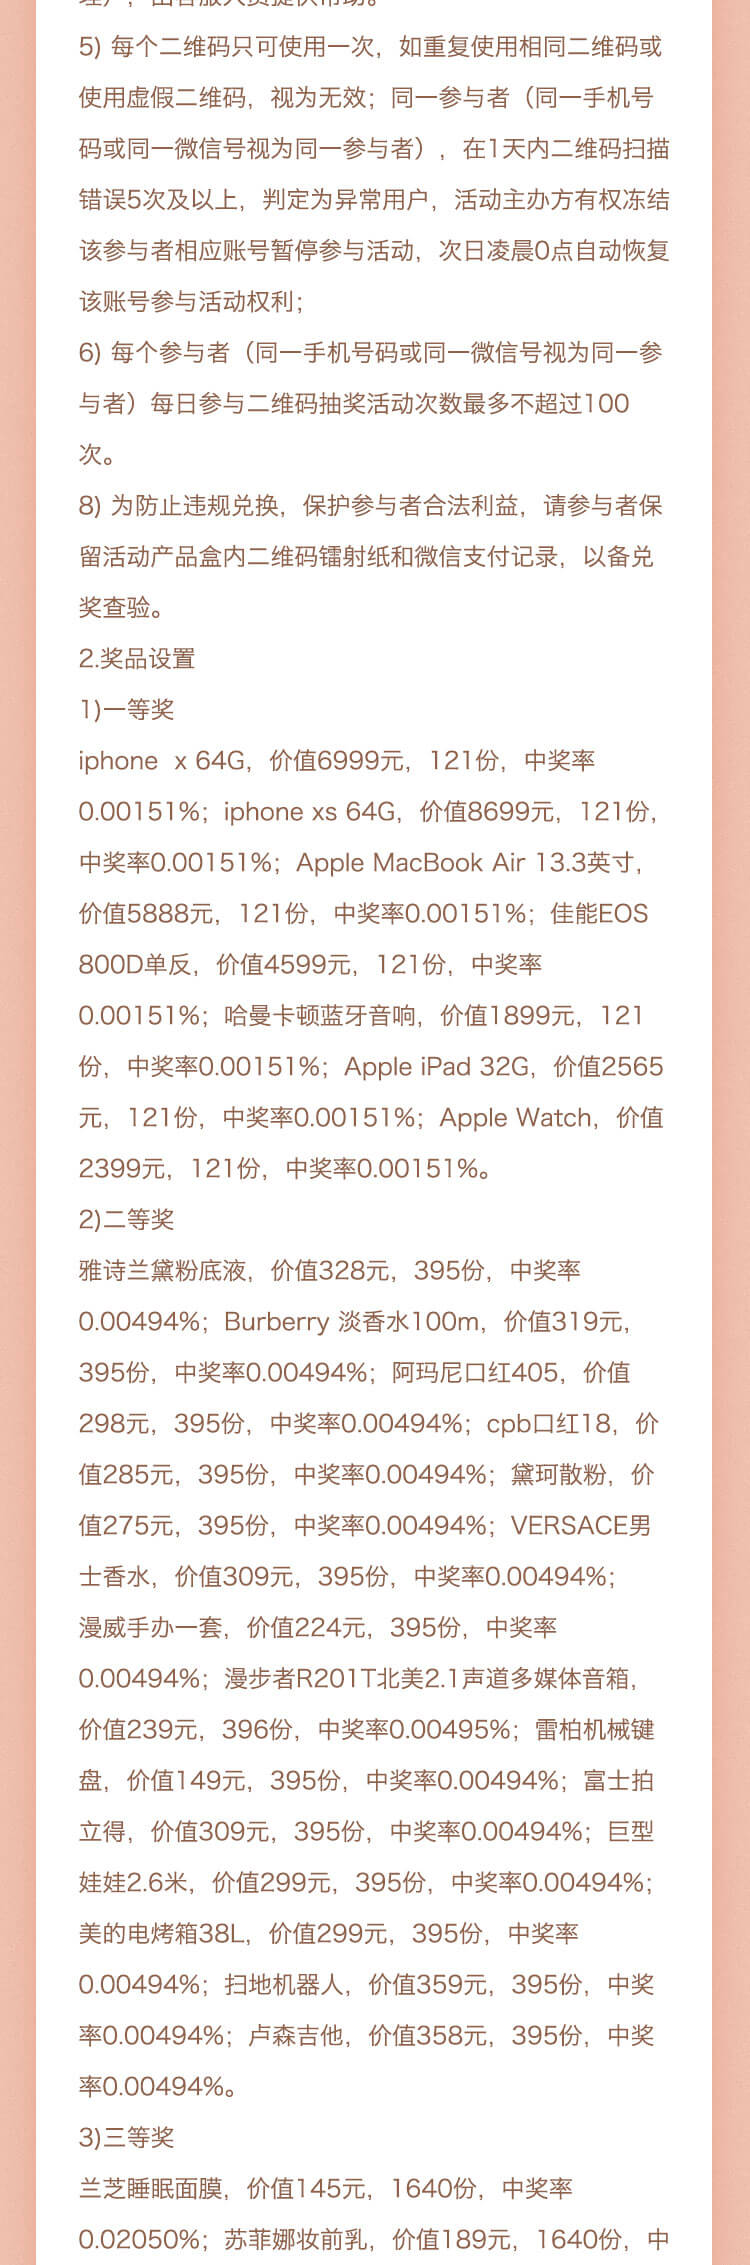 5) 每个二维码只可使用一次，如重复使用相同二维码或
使用虚假二维码，视为无效；同一参与者（同一手机号
码或同一微信号视为同一参与者），在1天内二维码扫描
错误5次及以上，判定为异常用户，活动主办方有权冻结
该参与者相应账号暂停参与活动，次日凌晨0点自动恢复
该账号参与活动权利；
6) 每个参与者（同一手机号码或同一微信号视为同一参
与者）每日参与二维码抽奖活动次数最多不超过100
次。
8) 为防止违规兑换，保护参与者合法利益，请参与者保
留活动产品盒内二维码镭射纸和微信支付记录，以备兑
奖查验。
2.奖品设置
1)一等奖
iphone  x 64G，价值6999元，121份，中奖率
0.00151%；iphone xs 64G，价值8699元，121份，
中奖率0.00151%；Apple MacBook Air 13.3英寸，
价值5888元，121份，中奖率0.00151%；佳能EOS
800D单反，价值4599元，121份，中奖率
0.00151%；哈曼卡顿蓝牙音响，价值1899元，121
份，中奖率0.00151%；Apple iPad 32G，价值2565
元，121份，中奖率0.00151%；Apple Watch，价值
2399元，121份，中奖率0.00151%。
2)二等奖
雅诗兰黛粉底液，价值328元，395份，中奖率
0.00494%；Burberry 淡香水100m，价值319元，
395份，中奖率0.00494%；阿玛尼口红405，价值
298元，395份，中奖率0.00494%；cpb口红18，价
值285元，395份，中奖率0.00494%；黛珂散粉，价
值275元，395份，中奖率0.00494%；VERSACE男
士香水，价值309元，395份，中奖率0.00494%；
漫威手办一套，价值224元，395份，中奖率
0.00494%；漫步者R201T北美2.1声道多媒体音箱，
价值239元，396份，中奖率0.00495%；雷柏机械键
盘，价值149元，395份，中奖率0.00494%；富士拍
立得，价值309元，395份，中奖率0.00494%；巨型
娃娃2.6米，价值299元，395份，中奖率0.00494%；
美的电烤箱38L，价值299元，395份，中奖率
0.00494%；扫地机器人，价值359元，395份，中奖
率0.00494%；卢森吉他，价值358元，395份，中奖
率0.00494%。
3)三等奖
兰芝睡眠面膜，价值145元，1640份，中奖率
0.02050%；苏菲娜妆前乳，价值189元，1640份，中